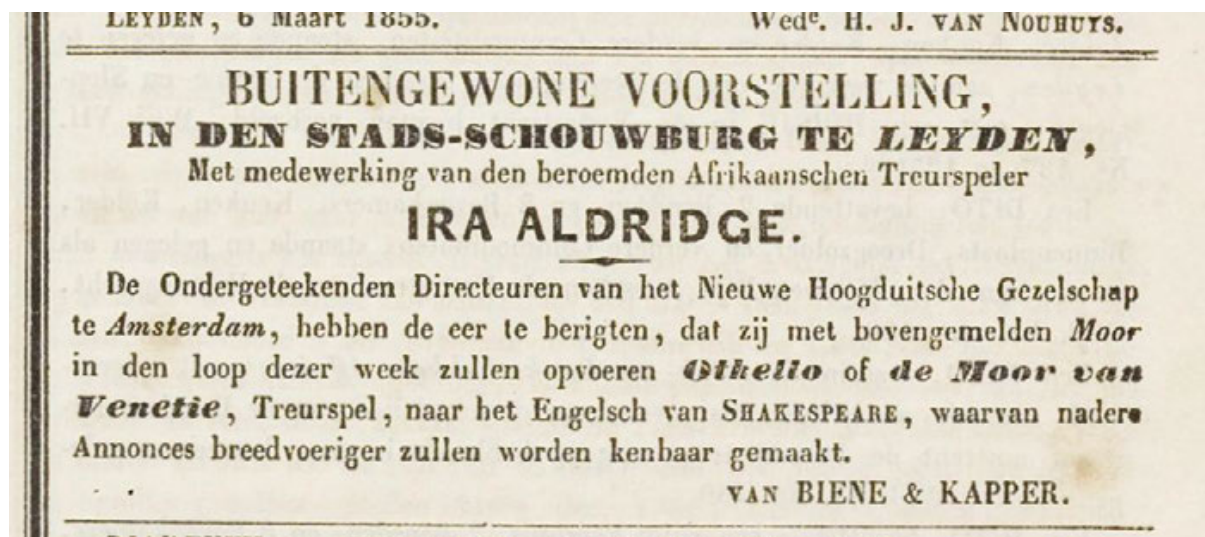 LEYDEN, 6 Maart 1855.
Wede. H. J. VAN NOUHUYS.
BUITENGEWONE VOORSTELLING,
IN DEN STADS-SCHOUWBURG TE LEYDEN,
Met medewerking van den beroemden Afrikaanschen Treurspeler
IRA ALDRIDGE.
De Ondergeteekenden Directeuren van het Nieuwe Hoogduitsche Gezelschap
te Amsterdam, hebben de eer te berigten, dat zij met bovengemelden Moor
in den loop dezer week zullen opvoeren Othello of de Moor van
Venetie, Treurspel, naar het Engelsch van SHAKESPEARE, waarvan nadere
Annonces breedvoeriger zullen worden kenbaar gemaakt.
VAN BIENE & KAPPER.